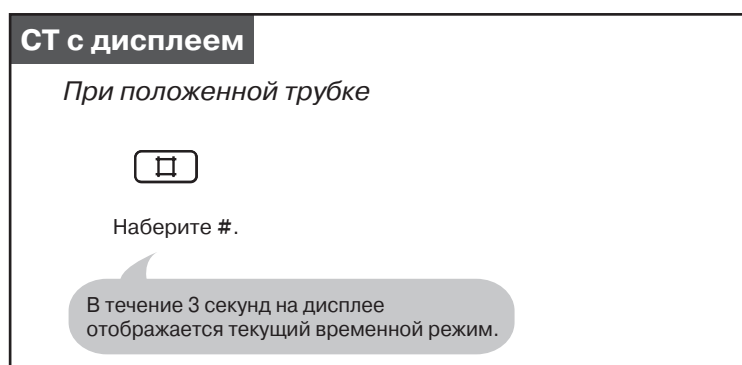 СТ с дисплеем
При положенной трубке
#
Наберите #.
В течение 3 секунд на дисплее
отображается текущий временной режим.